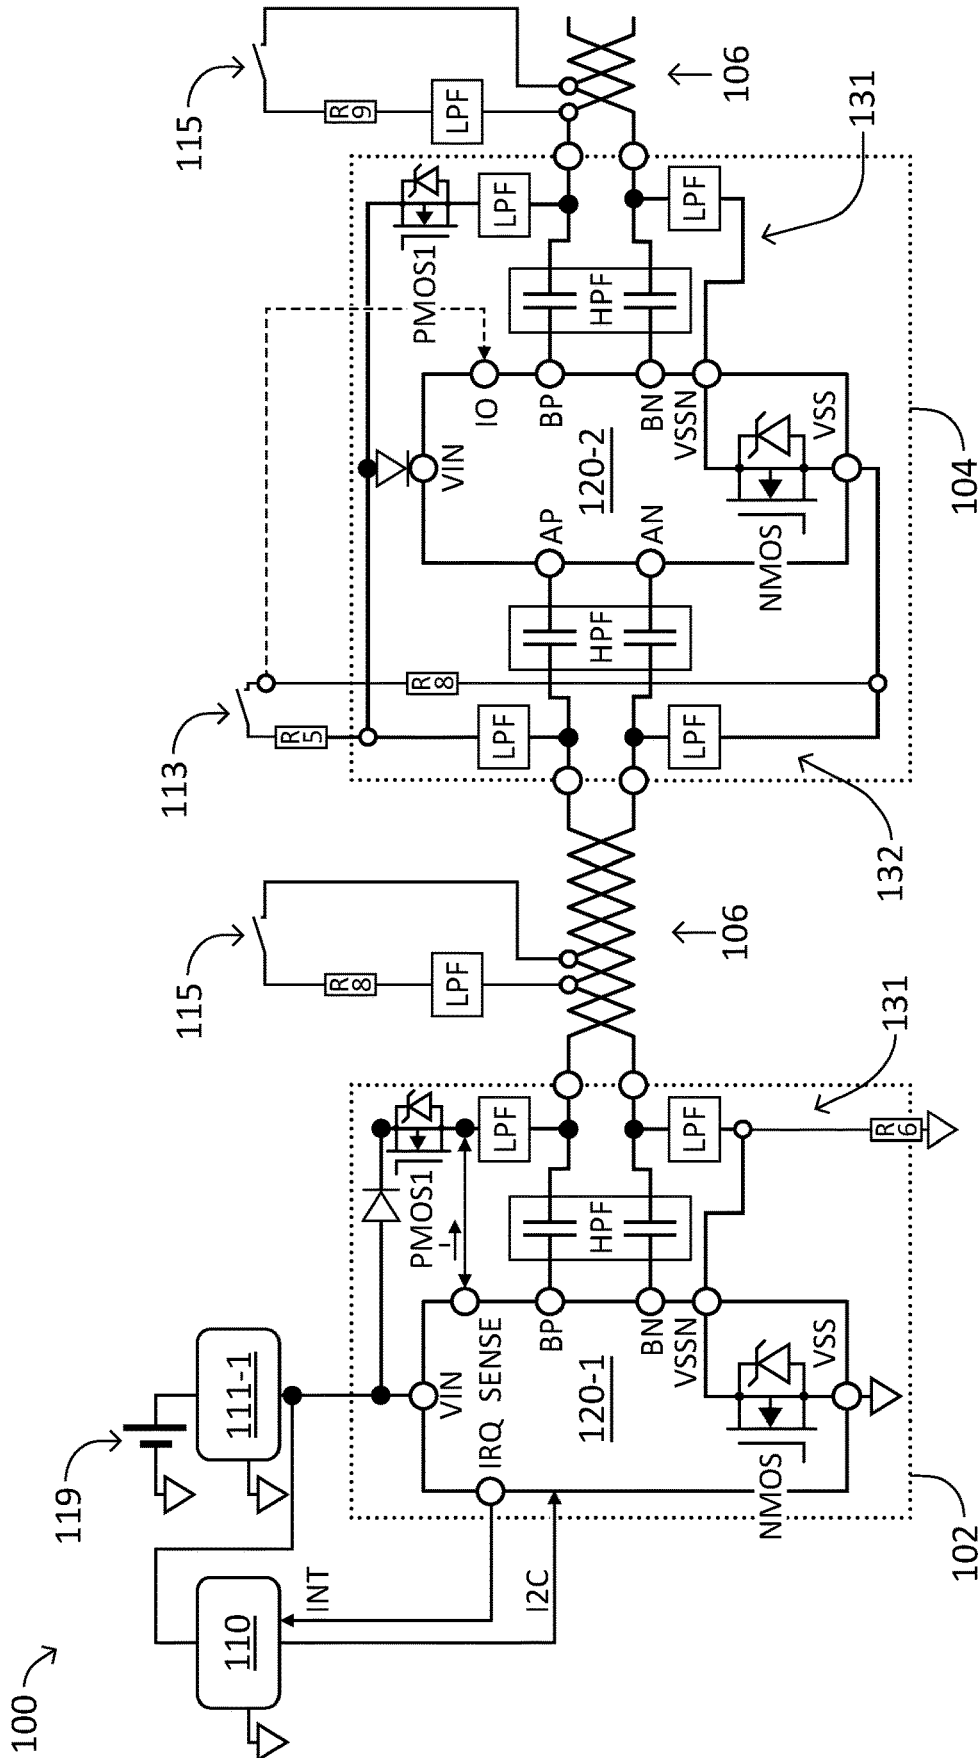 100
110
INT
I2C
119
111-1
VIN
IRQ
SENSE
BP
BN
VSSN
VSS
120-1
NMOS
102
PMOS1
I
LPF
HPF
LPF
131
R6
115
R8
LPF
106
113
R5
R8
LPF
LPF
132
HPF
AP
AN
VIN
IO
BP
BN
VSSN
VSS
120-2
NMOS
104
PMOS1
LPF
HPF
LPF
131
115
R9
LPF
106